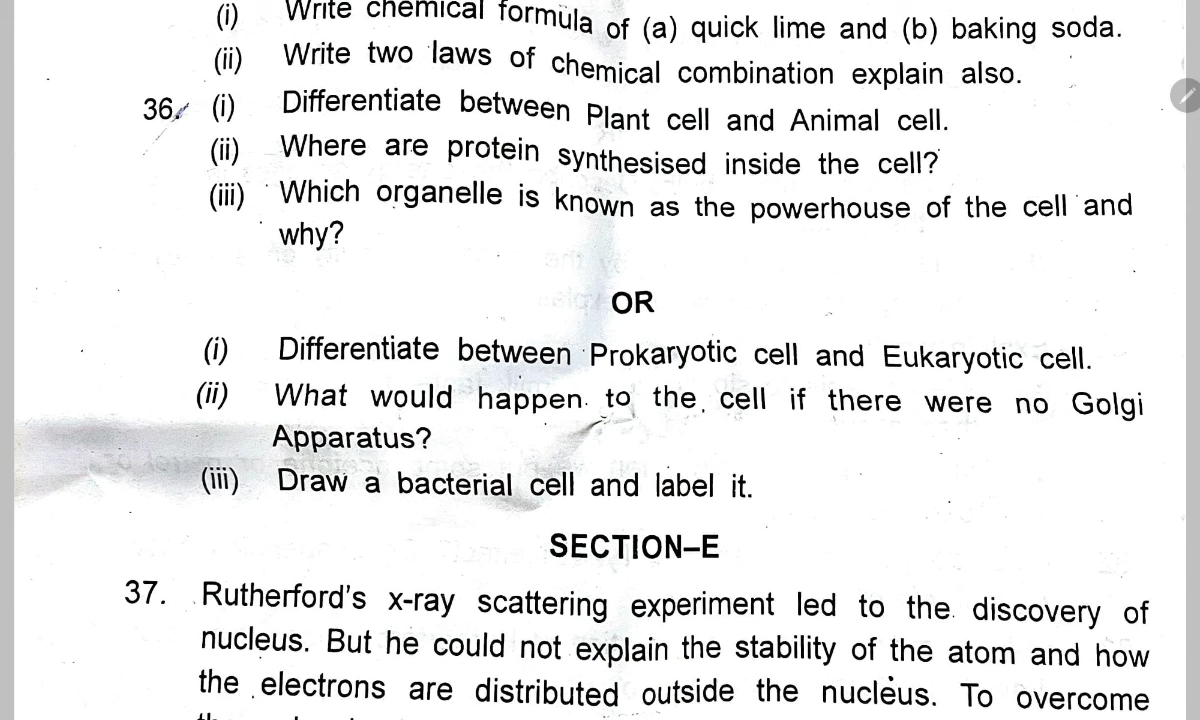 (i) Write chemical formula of (a) quick lime and (b) baking soda.
(ii) Write two laws of chemical combination explain also.
36. (i) Differentiate between Plant cell and Animal cell.
(ii) Where are protein synthesised inside the cell?
(iii) Which organelle is known as the powerhouse of the cell and
why?
OR
(i) Differentiate between Prokaryotic cell and Eukaryotic cell.
(ii) What would happen to the cell if there were no Golgi
Apparatus?
(iii) Draw a bacterial cell and label it.
SECTION–E
37. Rutherford's x-ray scattering experiment led to the discovery of
nucleus. But he could not explain the stability of the atom and how
the electrons are distributed outside the nucleus. To overcome